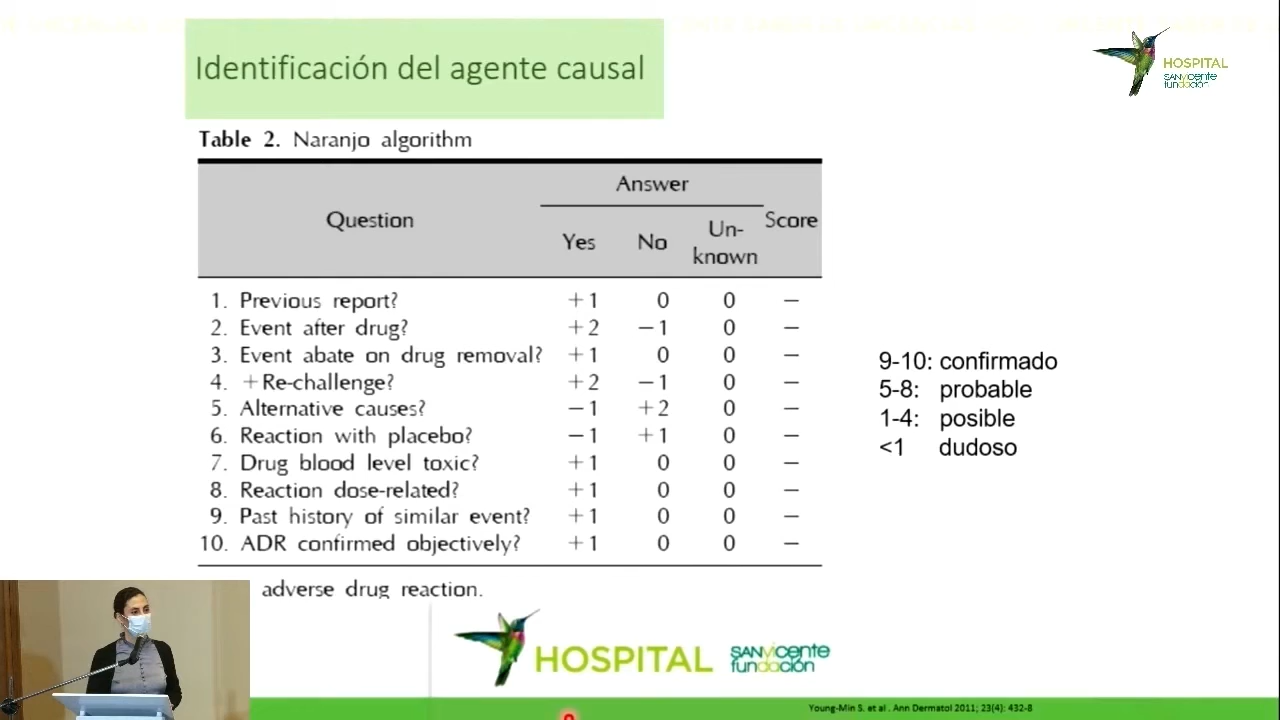 Identificación del agente causal
HOSPITAL
SANvicente
fundación
Table 2. Naranjo algorithm
Question
Answer
Yes
No
Un-
known
Score
1. Previous report? +1 0 0 –
2. Event after drug? +2 −1 0 –
3. Event abate on drug removal? +1 0 0 –
4. +Re-challenge? +2 −1 0 –
5. Alternative causes? −1 +2 0 –
6. Reaction with placebo? −1 +1 0 –
7. Drug blood level toxic? +1 0 0 –
8. Reaction dose-related? +1 0 0 –
9. Past history of similar event? +1 0 0 –
10. ADR confirmed objectively? +1 0 0 –
adverse drug reaction.
9-10: confirmado
5-8: probable
1-4: posible
<1 dudoso
HOSPITAL
SANvicente
fundación
Young-Min S. et al . Ann Dermatol 2011; 23(4): 432-8